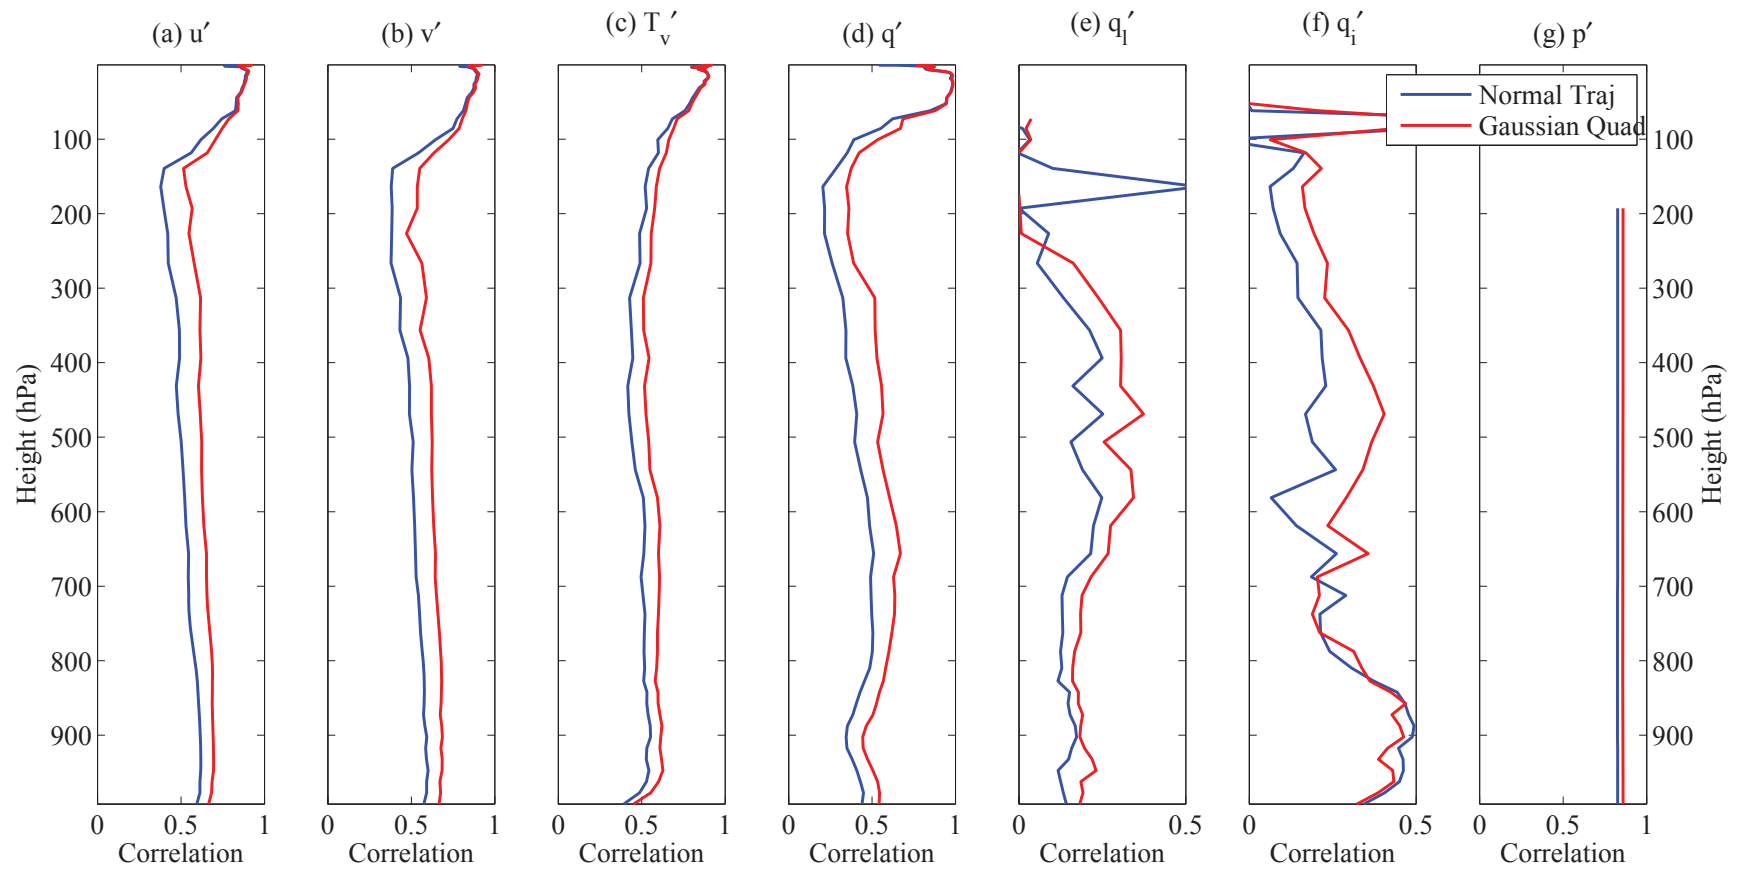 (a) u′
(b) v′
(c) Tv′
(d) q′
(e) ql′
(f) qi′
(g) p′
Normal Traj
Gaussian Quad
100
200
300
400
500
600
700
800
900
Height (hPa)
100
200
300
400
500
600
700
800
900
Height (hPa)
0 0.5 1
0 0.5 1
0 0.5 1
0 0.5 1
0 0.5
0 0.5
0 0.5 1
Correlation
Correlation
Correlation
Correlation
Correlation
Correlation
Correlation